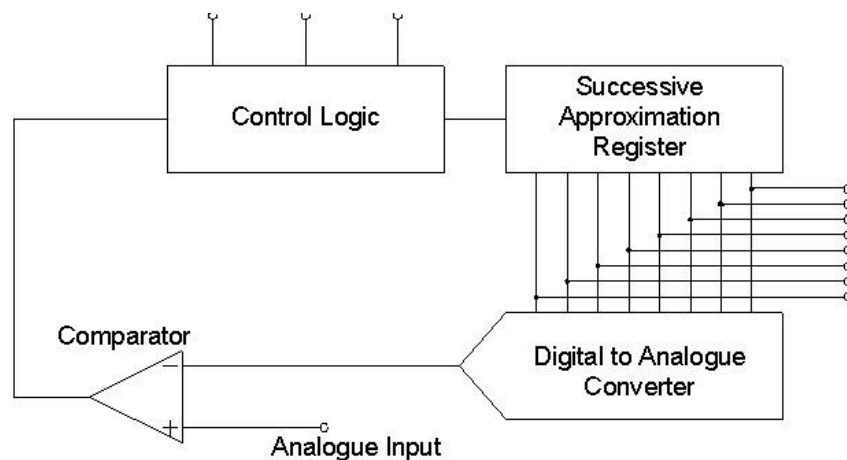 Control Logic
Successive
Approximation
Register
Comparator
Digital to Analogue
Converter
Analogue Input